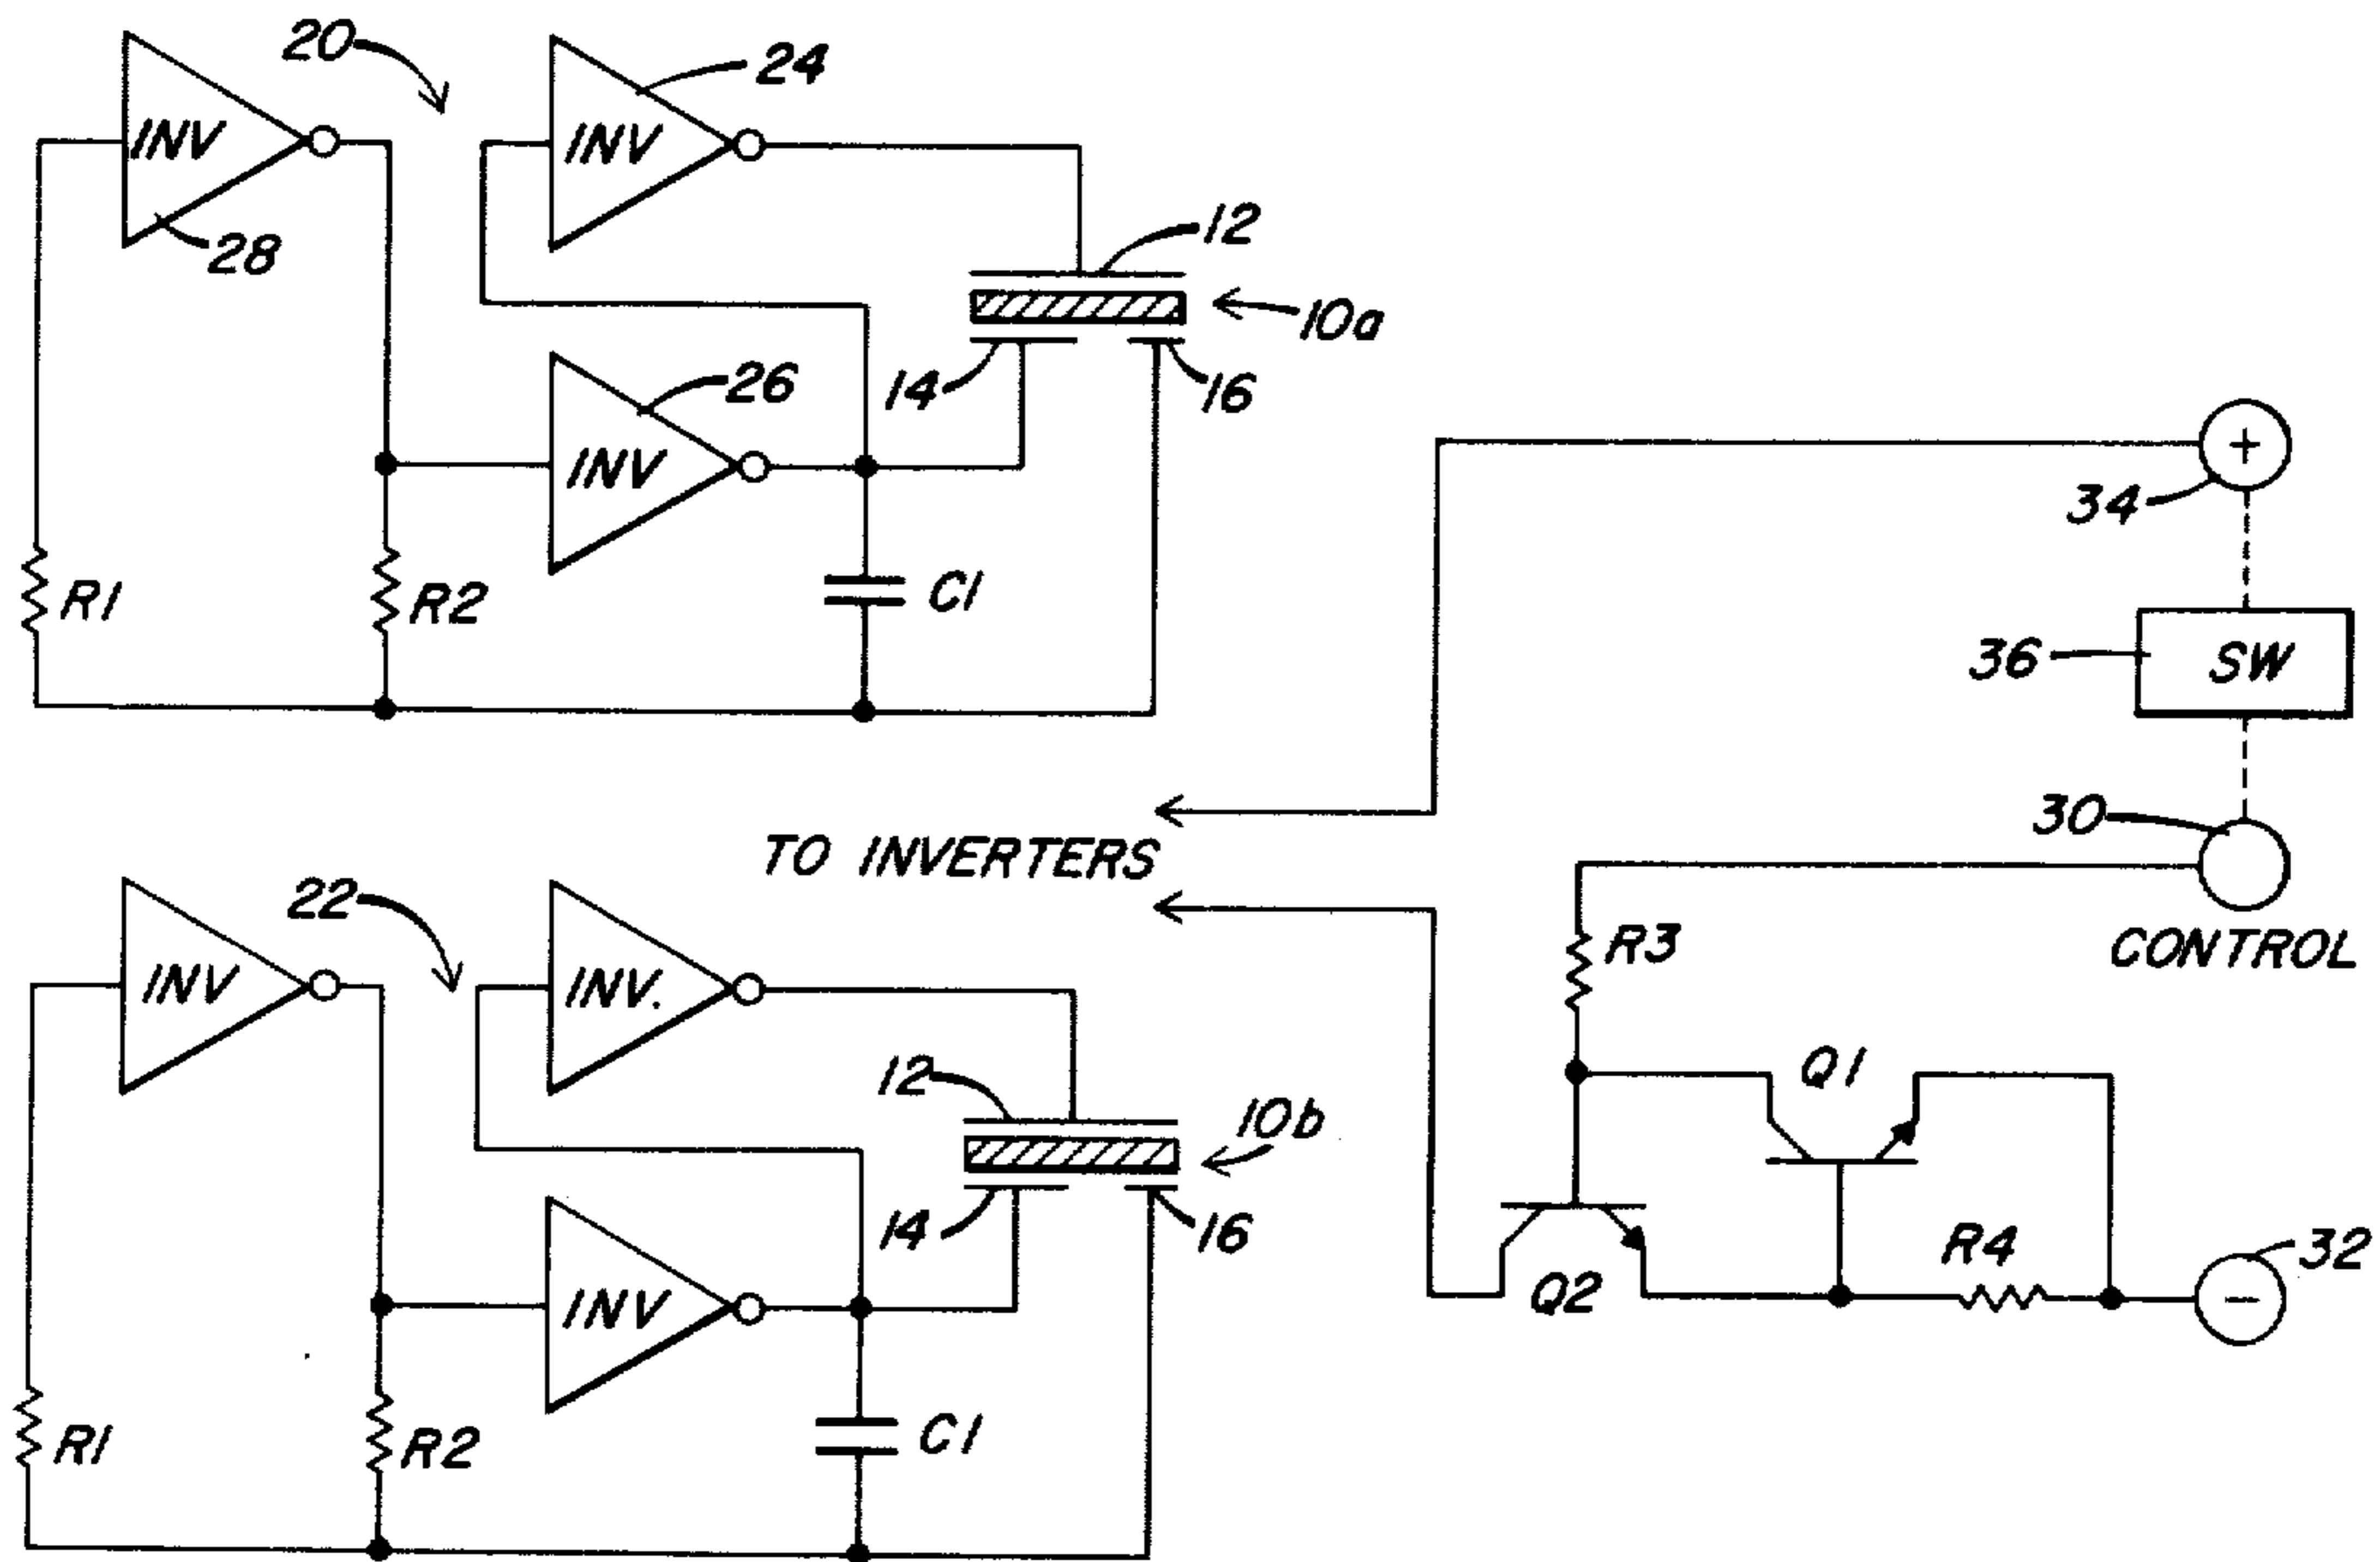 20
24
INV
INV
28
12
10a
26
14
16
INV
+
34
R1
R2
C1
36
SW
30
TO INVERTERS
22
R3
CONTROL
INV
INV.
Q1
12
10b
14
16
R4
32
INV
Q2
−
R1
R2
C1